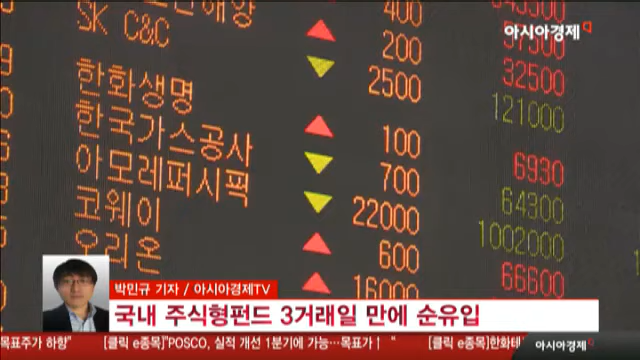 아시아경제
해양 200 32500
SK C&C 2500 121000
한화생명 100 6930
한국가스공사 700 64300
아모레퍼시픽 22000 1002000
코웨이 600 66600
오리온 16000
박민규 기자 / 아시아경제TV
국내 주식형펀드 3거래일 만에 순유입
목표주가 하향" [클릭 e종목]"POSCO, 실적 개선 1분기에 가능…목표가↑ " [클릭 e종목]"한화테 아시아경제